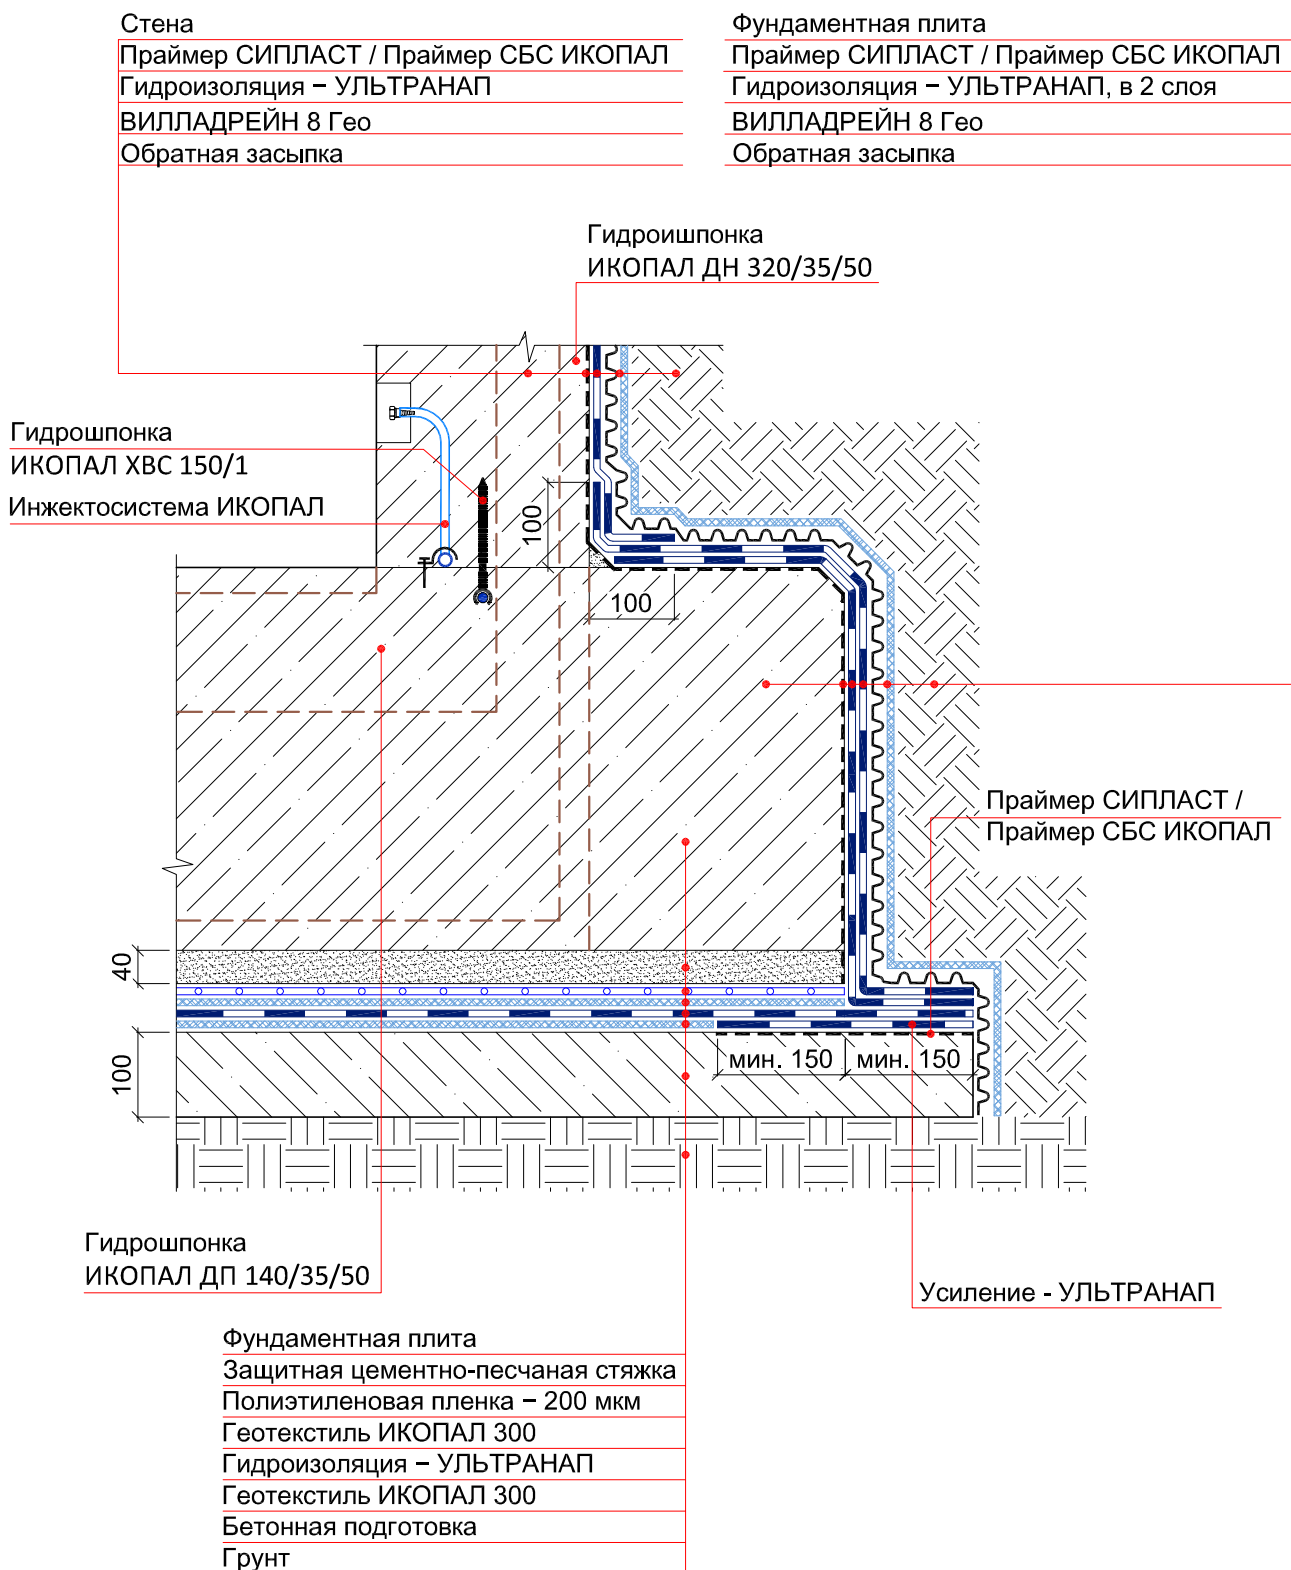 Стена
Праймер СИПЛАСТ / Праймер СБС ИКОПАЛ
Гидроизоляция – УЛЬТРАНАП
ВИЛЛАДРЕЙН 8 Гео
Обратная засыпка
Фундаментная плита
Праймер СИПЛАСТ / Праймер СБС ИКОПАЛ
Гидроизоляция – УЛЬТРАНАП, в 2 слоя
ВИЛЛАДРЕЙН 8 Гео
Обратная засыпка
Гидроишпонка
ИКОПАЛ ДН 320/35/50
Гидрошпонка
ИКОПАЛ ХВС 150/1
Инжектосистема ИКОПАЛ
100
100
Праймер СИПЛАСТ /
Праймер СБС ИКОПАЛ
40
100
мин. 150
мин. 150
Гидрошпонка
ИКОПАЛ ДП 140/35/50
Усиление - УЛЬТРАНАП
Фундаментная плита
Защитная цементно-песчаная стяжка
Полиэтиленовая пленка – 200 мкм
Геотекстиль ИКОПАЛ 300
Гидроизоляция – УЛЬТРАНАП
Геотекстиль ИКОПАЛ 300
Бетонная подготовка
Грунт